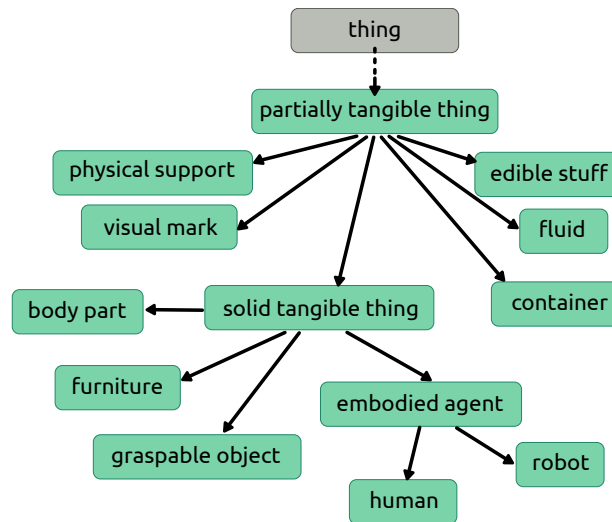 thing
partially tangible thing
physical support
edible stuff
visual mark
fluid
body part
solid tangible thing
container
furniture
embodied agent
graspable object
robot
human